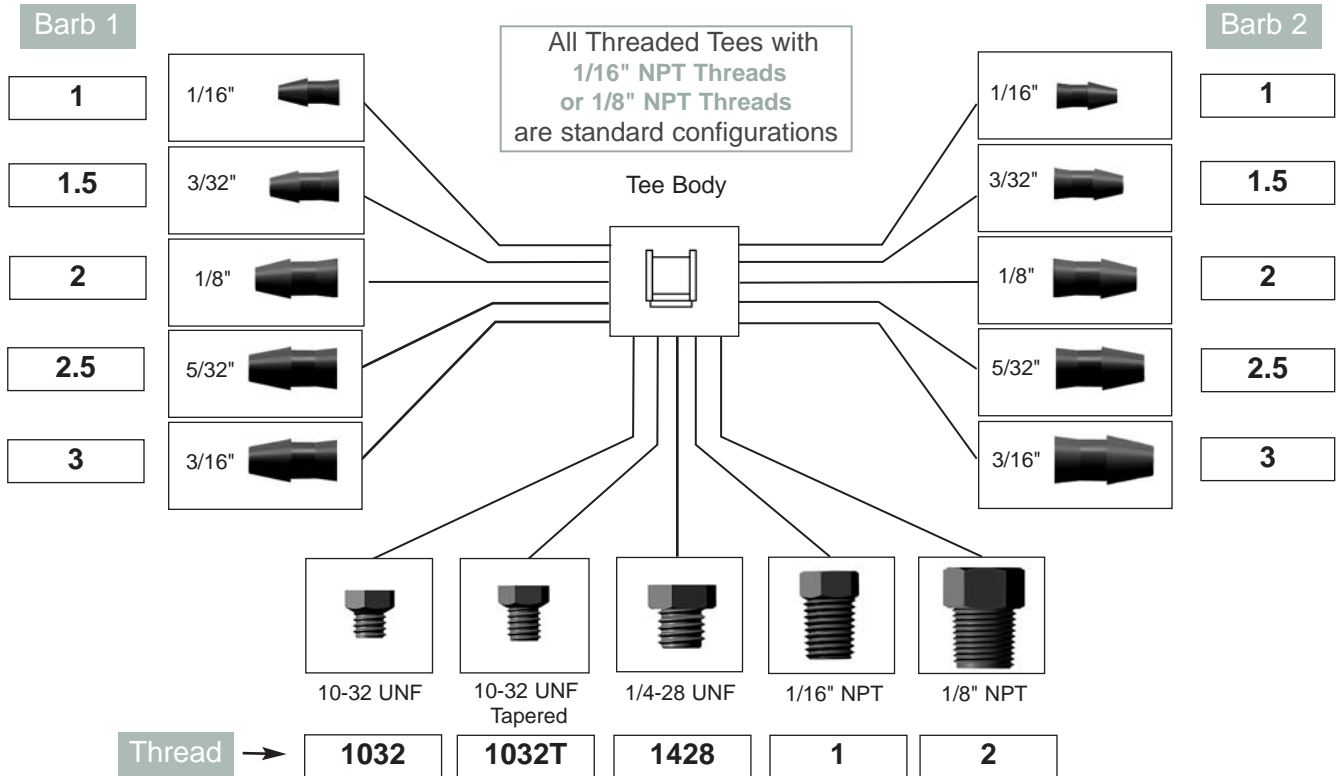 Barb 1
Barb 2
All Threaded Tees with
1/16" NPT Threads
or 1/8" NPT Threads
are standard configurations
1
1/16"
1/16"
1
1.5
3/32"
Tee Body
3/32"
1.5
2
1/8"
1/8"
2
2.5
5/32"
5/32"
2.5
3
3/16"
3/16"
3
10-32 UNF
10-32 UNF
Tapered
1/4-28 UNF
1/16" NPT
1/8" NPT
Thread
1032
1032T
1428
1
2